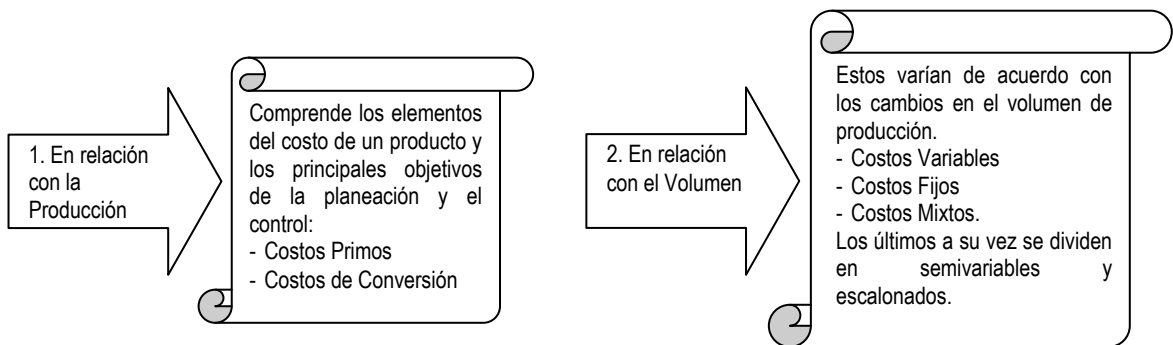 1. En relación
con la
Producción
Comprende los elementos
del costo de un producto y
los principales objetivos
de la planeación y el
control:
- Costos Primos
- Costos de Conversión
2. En relación
con el Volumen
Estos varían de acuerdo con
los cambios en el volumen de
producción.
- Costos Variables
- Costos Fijos
- Costos Mixtos.
Los últimos a su vez se dividen
en semivariables y
escalonados.